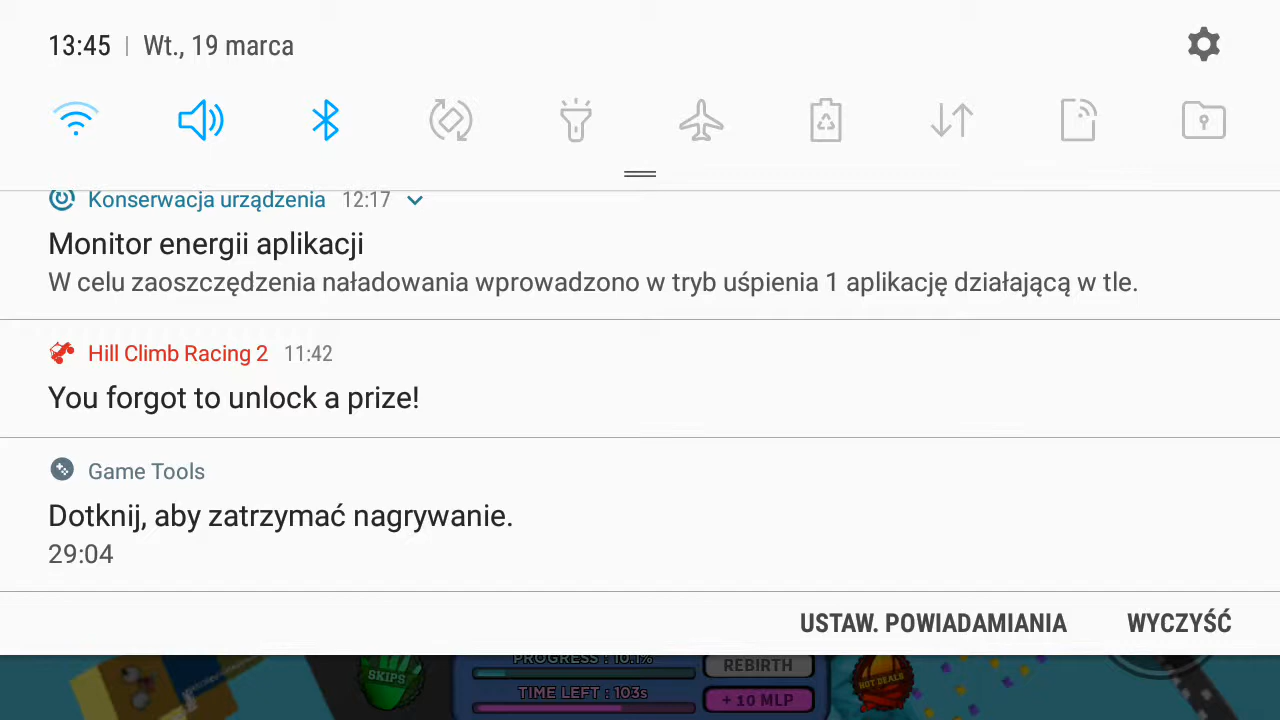 13:45 | Wt., 19 marca
Konserwacja urządzenia 12:17
Monitor energii aplikacji
W celu zaoszczędzenia naładowania wprowadzono w tryb uśpienia 1 aplikację działającą w tle.
Hill Climb Racing 2 11:42
You forgot to unlock a prize!
Game Tools
Dotknij, aby zatrzymać nagrywanie.
29:04
USTAW. POWIADAMIANIA WYCZYŚĆ
PROGRESS : 10.1% REBIRTH
SKIPS
HOT DEALS
TIME LEFT : 103s + 10 MLP